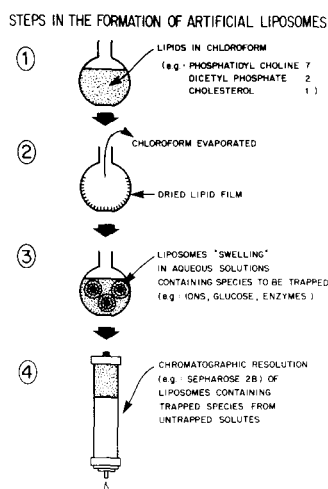 STEPS IN THE FORMATION OF ARTIFICIAL LIPOSOMES
1
LIPIDS IN CHLOROFORM
(e.g.: PHOSPHATIDYL CHOLINE 7
DICETYL PHOSPHATE 2
CHOLESTEROL 1)
2
CHLOROFORM EVAPORATED
DRIED LIPID FILM
3
LIPOSOMES "SWELLING"
IN AQUEOUS SOLUTIONS
CONTAINING SPECIES TO BE TRAPPED
(e.g.: IONS, GLUCOSE, ENZYMES)
4
CHROMATOGRAPHIC RESOLUTION
(e.g.: SEPHAROSE 2B) OF
LIPOSOMES CONTAINING
TRAPPED SPECIES FROM
UNTRAPPED SOLUTES